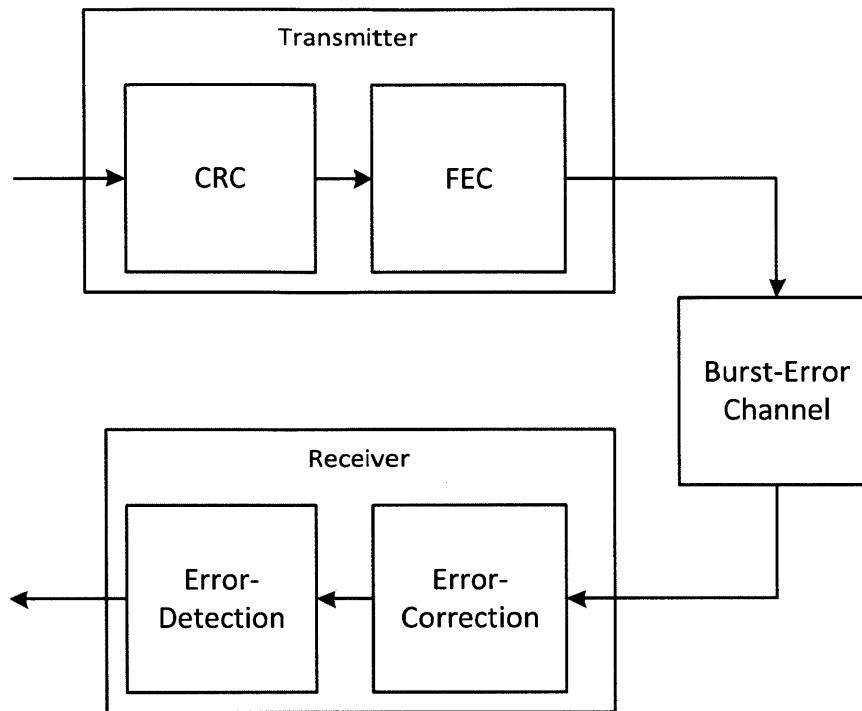 Transmitter
CRC
FEC
Burst-Error
Channel
Receiver
Error-
Detection
Error-
Correction